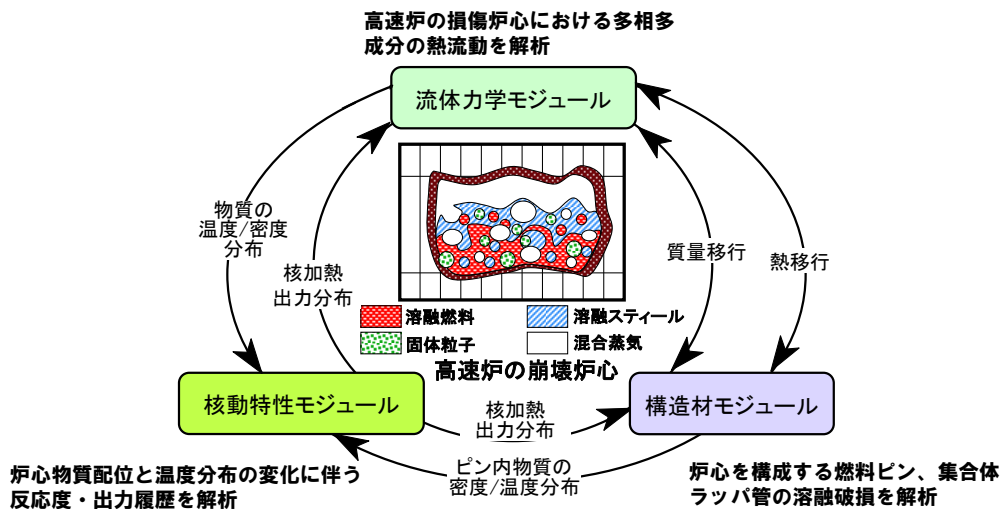 高速炉の損傷炉心における多相多
成分の熱流動を解析
流体力学モジュール
物質の
温度/密度
分布
核加熱
出力分布
質量移行
熱移行
溶融燃料
溶融スティール
固体粒子
混合蒸気
高速炉の崩壊炉心
核動特性モジュール
構造材モジュール
核加熱
出力分布
ピン内物質の
密度/温度分布
炉心物質配位と温度分布の変化に伴う
反応度・出力履歴を解析
炉心を構成する燃料ピン、集合体
ラッパ管の溶融破損を解析